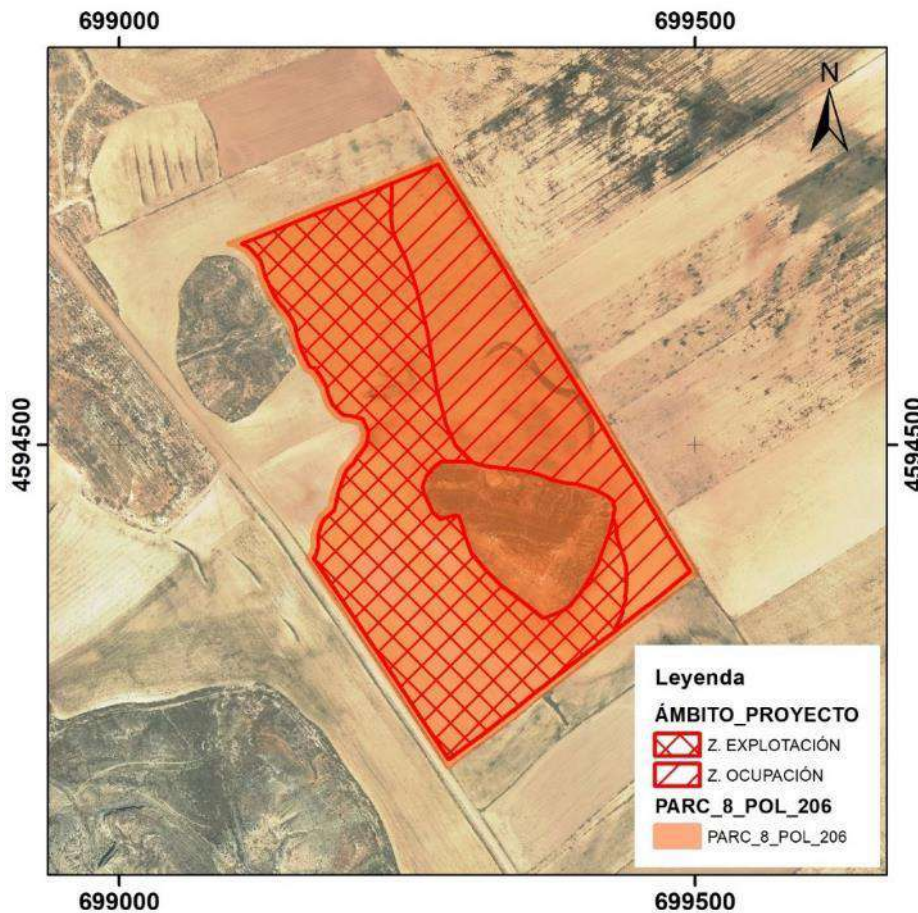 699000 699500
N
4594500 4594500
Leyenda
ÁMBITO_PROYECTO
Z. EXPLOTACIÓN
Z. OCUPACIÓN
PARC_8_POL_206
PARC_8_POL_206
699000 699500